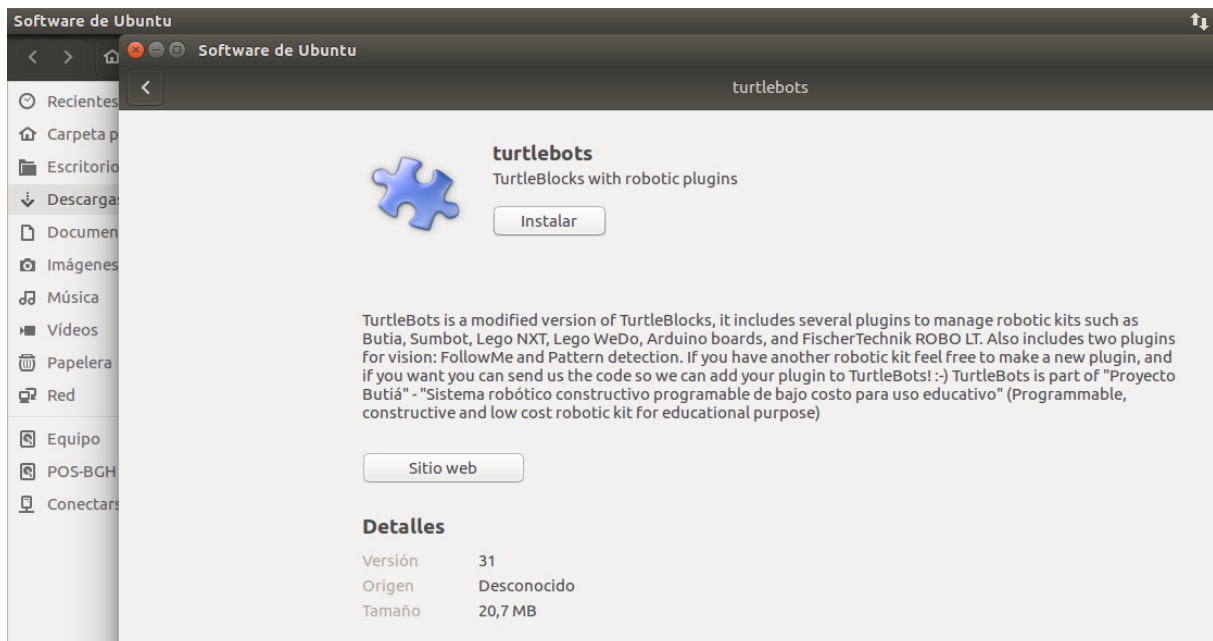 Software de Ubuntu
Software de Ubuntu
turtlebots
Recientes
Carpeta p
Escritorio
Descargas
Documen
Imágenes
Música
Vídeos
Papelera
Red
Equipo
POS-BGH
Conectars
turtlebots
TurtleBlocks with robotic plugins
Instalar
TurtleBots is a modified version of TurtleBlocks, it includes several plugins to manage robotic kits such as
Butia, Sumbot, Lego NXT, Lego WeDo, Arduino boards, and FischerTechnik ROBO LT. Also includes two plugins
for vision: FollowMe and Pattern detection. If you have another robotic kit feel free to make a new plugin, and
if you want you can send us the code so we can add your plugin to TurtleBots! :-) TurtleBots is part of "Proyecto
Butiá" - "Sistema robótico constructivo programable de bajo costo para uso educativo" (Programmable,
constructive and low cost robotic kit for educational purpose)
Sitio web
Detalles
Versión 31
Origen Desconocido
Tamaño 20,7 MB